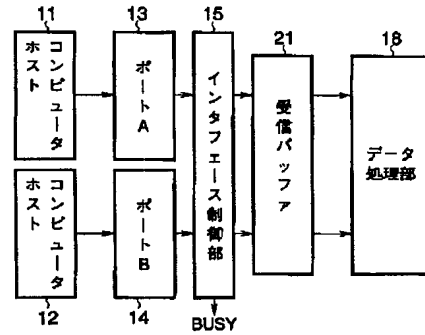 11
13
15
21
18
ホスト
コンピュータ
ポートA
インタフェース制御部
受信バッファ
データ
処理部
ホスト
コンピュータ
ポートB
12
14
BUSY